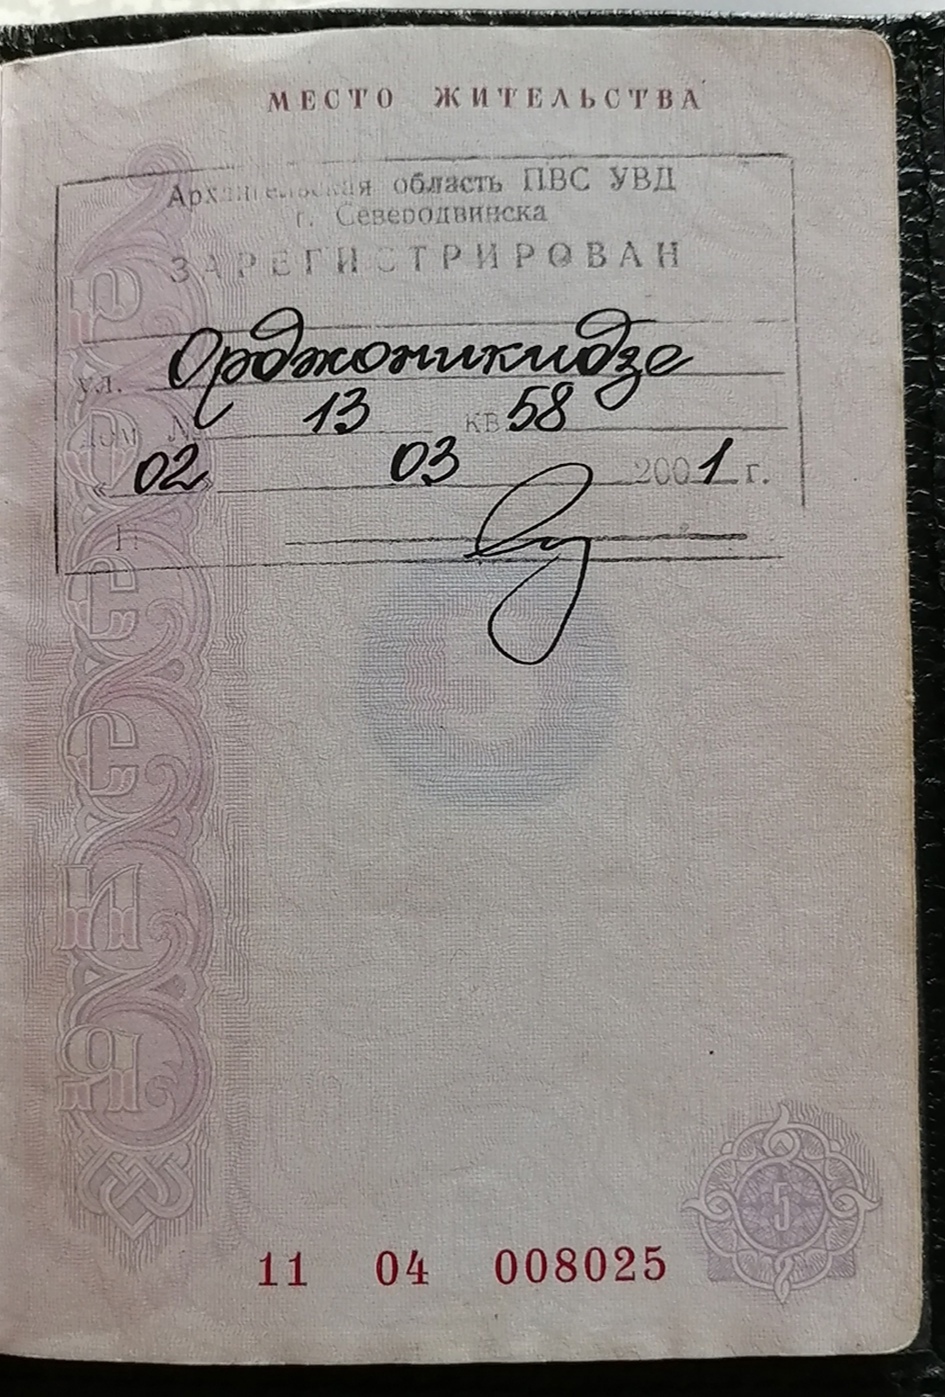 МЕСТО ЖИТЕЛЬСТВА
Архангельская область ПВС УВД
г. Северодвинска
ЗАРЕГИСТРИРОВАН
ул. Орджоникидзе
дом № 13 кв 58
« 02 03 2001 г.
П
РОССИЯ
5
11 04 008025